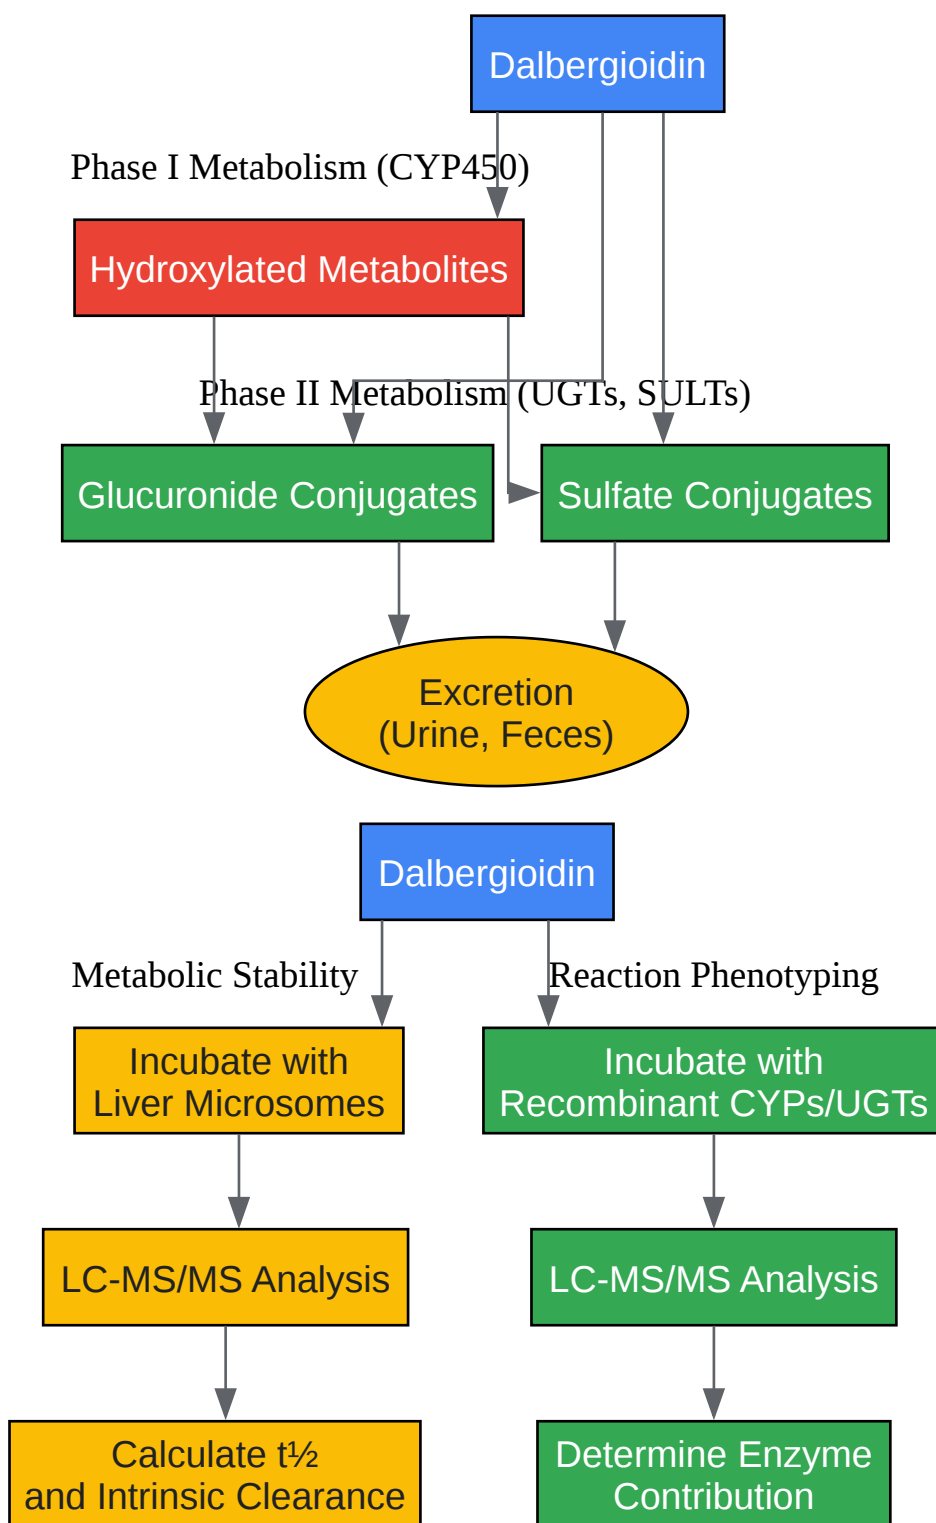 Dalbergioidin
Phase I Metabolism (CYP450)
Hydroxylated Metabolites
Phase II Metabolism (UGTs, SULTs)
Glucuronide Conjugates
Sulfate Conjugates
Excretion
(Urine, Feces)
Dalbergioidin
Metabolic Stability
Reaction Phenotyping
Incubate with
Liver Microsomes
Incubate with
Recombinant CYPs/UGTs
LC-MS/MS Analysis
LC-MS/MS Analysis
Calculate t½
and Intrinsic Clearance
Determine Enzyme
Contribution